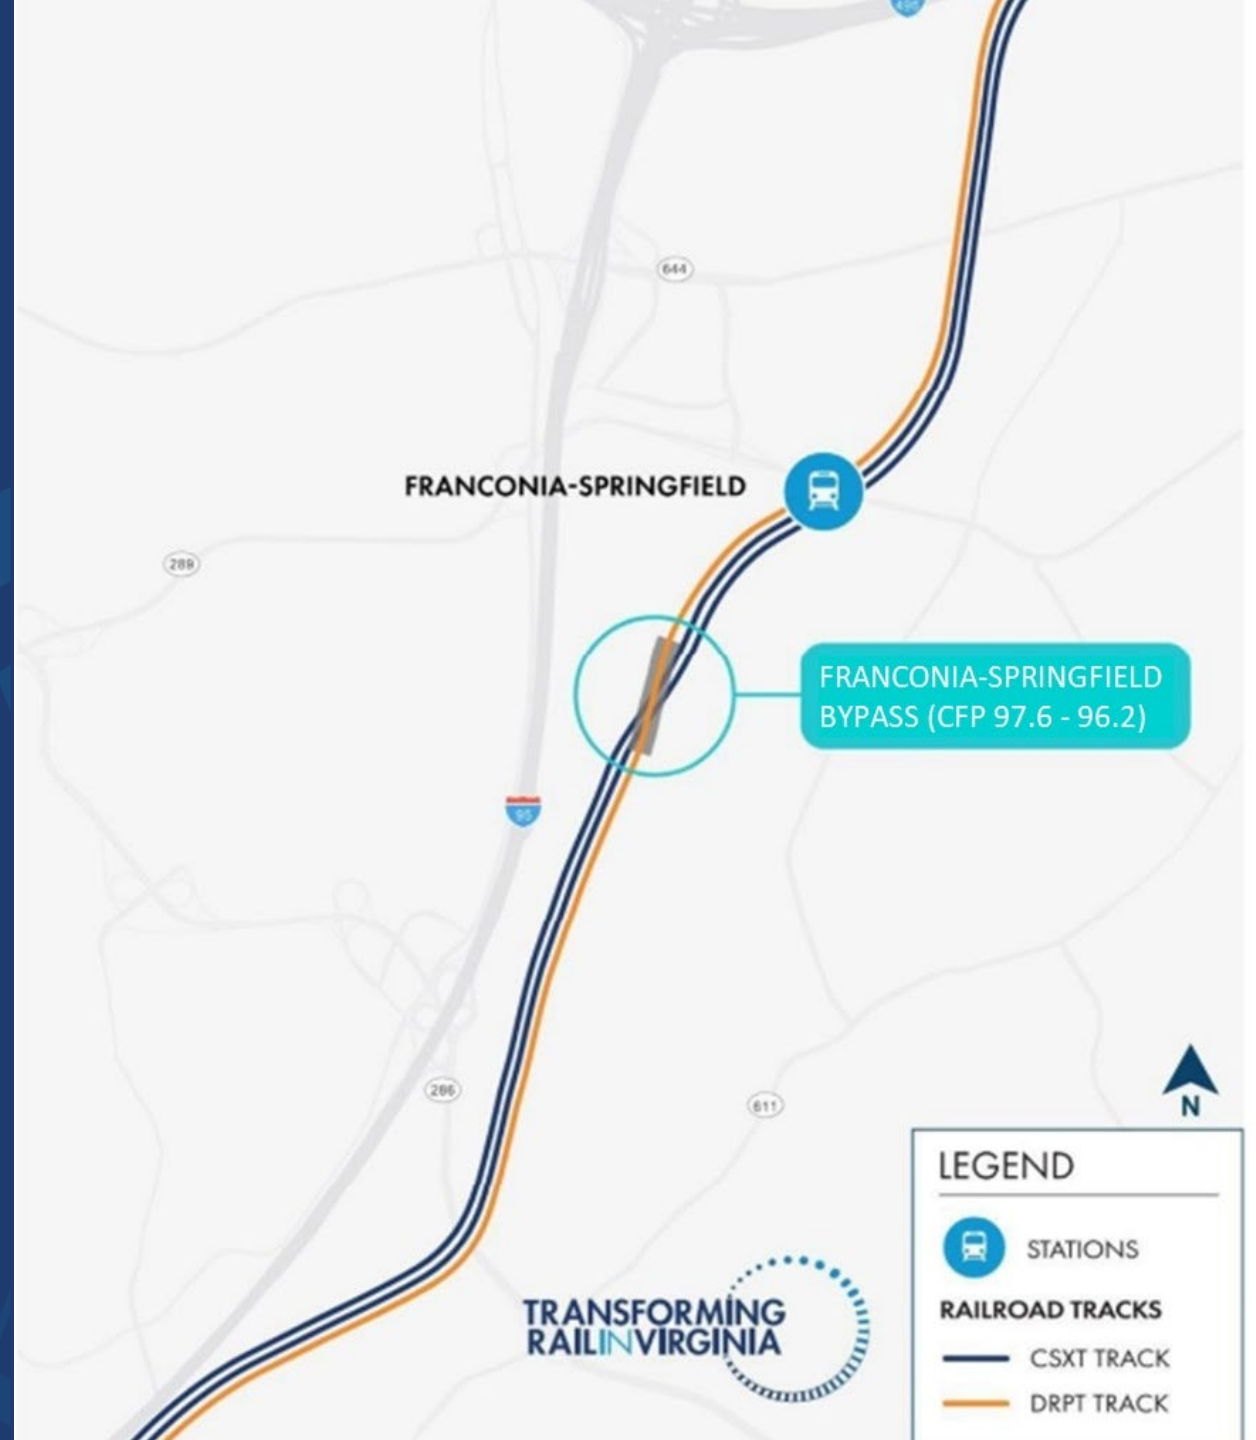 495
644
FRANCONIA-SPRINGFIELD
289
FRANCONIA-SPRINGFIELD
BYPASS (CFP 97.6 - 96.2)
95
286
611
N
LEGEND
STATIONS
RAILROAD TRACKS
CSXT TRACK
DRPT TRACK
TRANSFORMING
RAILINVIRGINIA